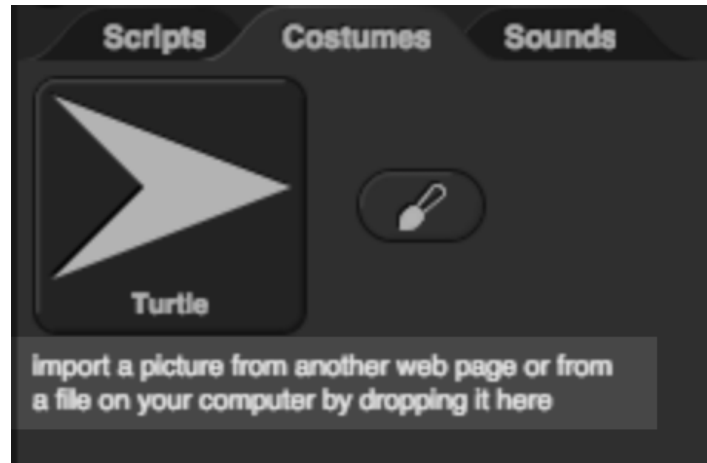 Scripts Costumes Sounds
Turtle
import a picture from another web page or from
a file on your computer by dropping it here